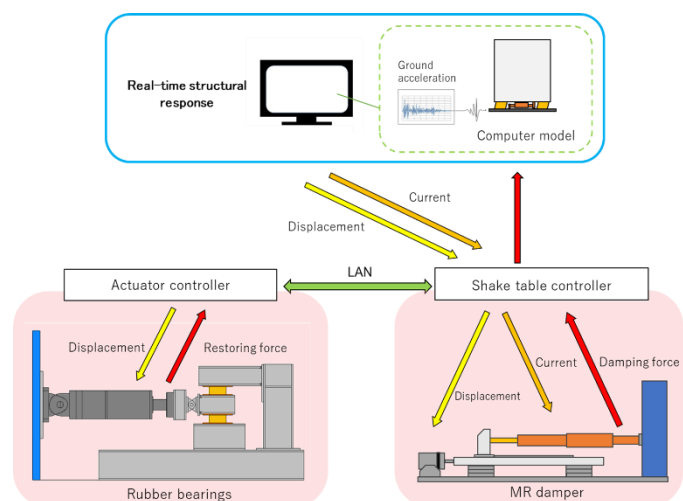 Real-time structural
response
Ground
acceleration
Computer model
Current
Displacement
LAN
Actuator controller
Shake table controller
Displacement
Restoring force
Current
Damping force
Displacement
Rubber bearings
MR damper